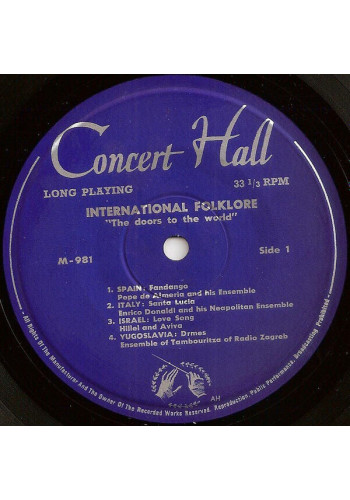 Concert Hall
LONG PLAYING
33 1/3 RPM
INTERNATIONAL FOLKLORE
"The doors to the world"
M-981
Side 1
1. SPAIN: Fandango
Pepe de Almeria and his Ensemble
2. ITALY: Santa Lucia
Enrico Donaldi and his Neapolitan Ensemble
3. ISRAEL: Love Song
Hillel and Aviva
4. YUGOSLAVIA: Drmes
Ensemble of Tambouritza of Radio Zagreb
AH
All Rights Of The Manufacturer And The Owner Of The Recorded Works Reserved. Reproduction, Public Performance, Broadcasting Prohibited.